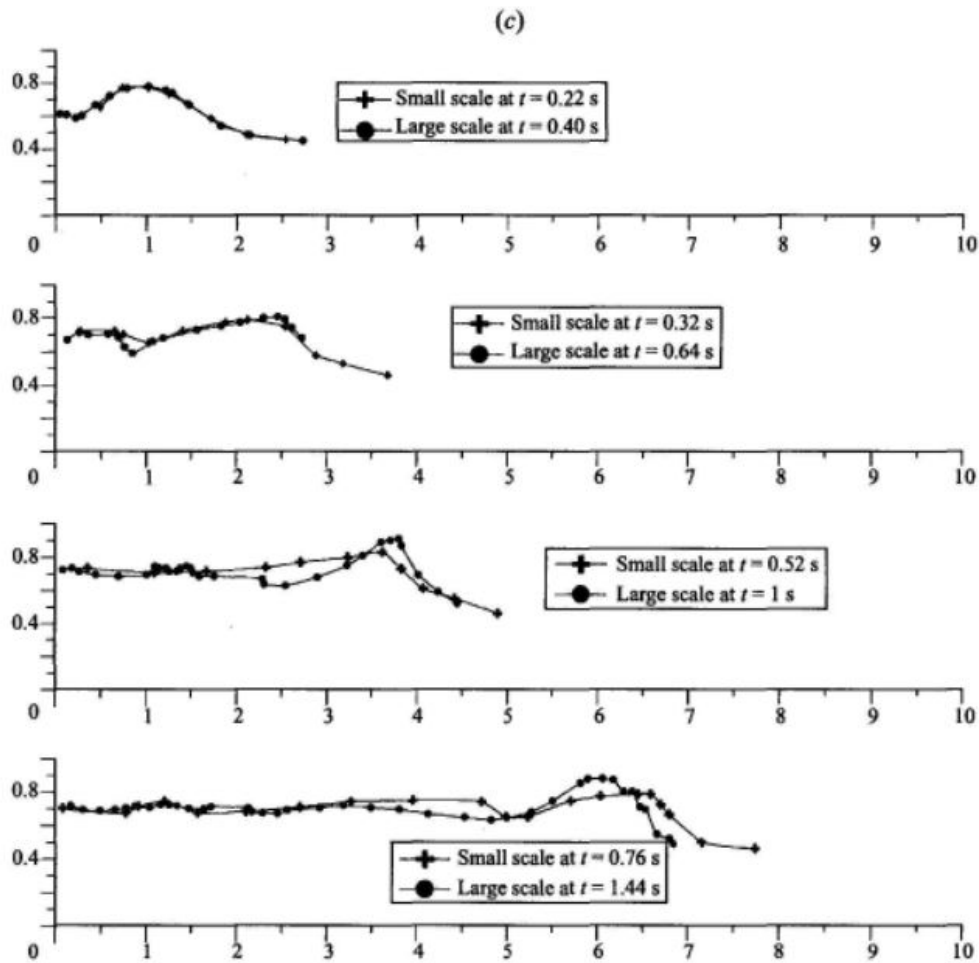 (c)
0.8
0.4
0 1 2 3 4 5 6 7 8 9 10
Small scale at t = 0.22 s
Large scale at t = 0.40 s
0.8
0.4
0 1 2 3 4 5 6 7 8 9 10
Small scale at t = 0.32 s
Large scale at t = 0.64 s
0.8
0.4
0 1 2 3 4 5 6 7 8 9 10
Small scale at t = 0.52 s
Large scale at t = 1 s
0.8
0.4
0 1 2 3 4 5 6 7 8 9 10
Small scale at t = 0.76 s
Large scale at t = 1.44 s